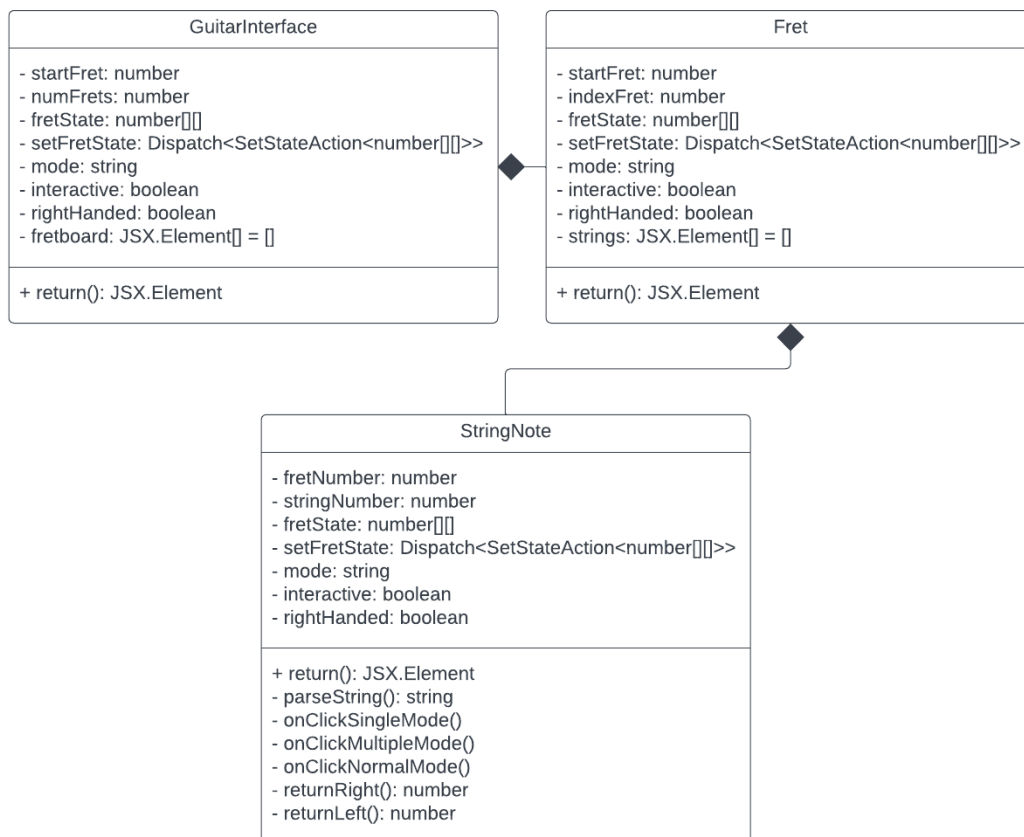 GuitarInterface
- startFret: number
- numFrets: number
- fretState: number[][]
- setFretState: Dispatch<SetStateAction<number[][]>>
- mode: string
- interactive: boolean
- rightHanded: boolean
- fretboard: JSX.Element[] = []
+ return(): JSX.Element
Fret
- startFret: number
- indexFret: number
- fretState: number[][]
- setFretState: Dispatch<SetStateAction<number[][]>>
- mode: string
- interactive: boolean
- rightHanded: boolean
- strings: JSX.Element[] = []
+ return(): JSX.Element
StringNote
- fretNumber: number
- stringNumber: number
- fretState: number[][]
- setFretState: Dispatch<SetStateAction<number[][]>>
- mode: string
- interactive: boolean
- rightHanded: boolean
+ return(): JSX.Element
- parseString(): string
- onClickSingleMode()
- onClickMultipleMode()
- onClickNormalMode()
- returnRight(): number
- returnLeft(): number